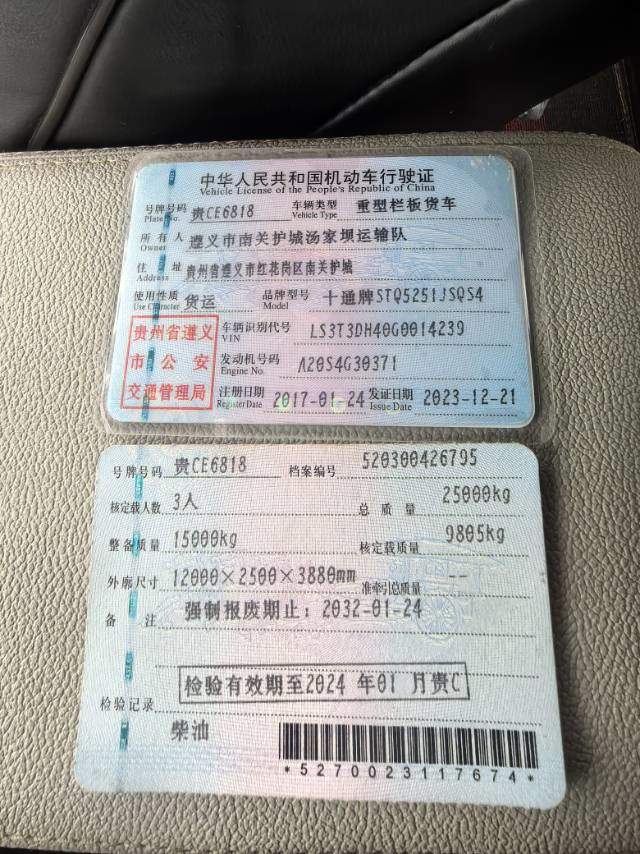 中华人民共和国机动车行驶证
Vehicle License of the People's Republic of China
号牌号码 贵CE6818 车辆类型 重型栏板货车
Plate No. Vehicle Type
所有人 遵义市南关护城汤家坝运输队
Owner
住址 贵州省遵义市红花岗区南关护城
Address
使用性质 货运 品牌型号 十通牌STQ5251JSQS4
Use Character Model
贵州省遵义
市公安
交通管理局
车辆识别代号 LS3T3DH40G0014239
VIN
发动机号码 A20S4G30371
Engine No.
注册日期 2017-01-24 发证日期 2023-12-21
Register Date Issue Date
号牌号码 贵CE6818 档案编号 520300426795
核定载人数 3人 总质量 25000kg
整备质量 15000kg 核定载质量 9805kg
外廓尺寸 12000×2500×3880mm 准牵引总质量 --
备注 强制报废期止：2032-01-24
检验记录 检验有效期至2024年01月贵C
柴油
*5270023117674*